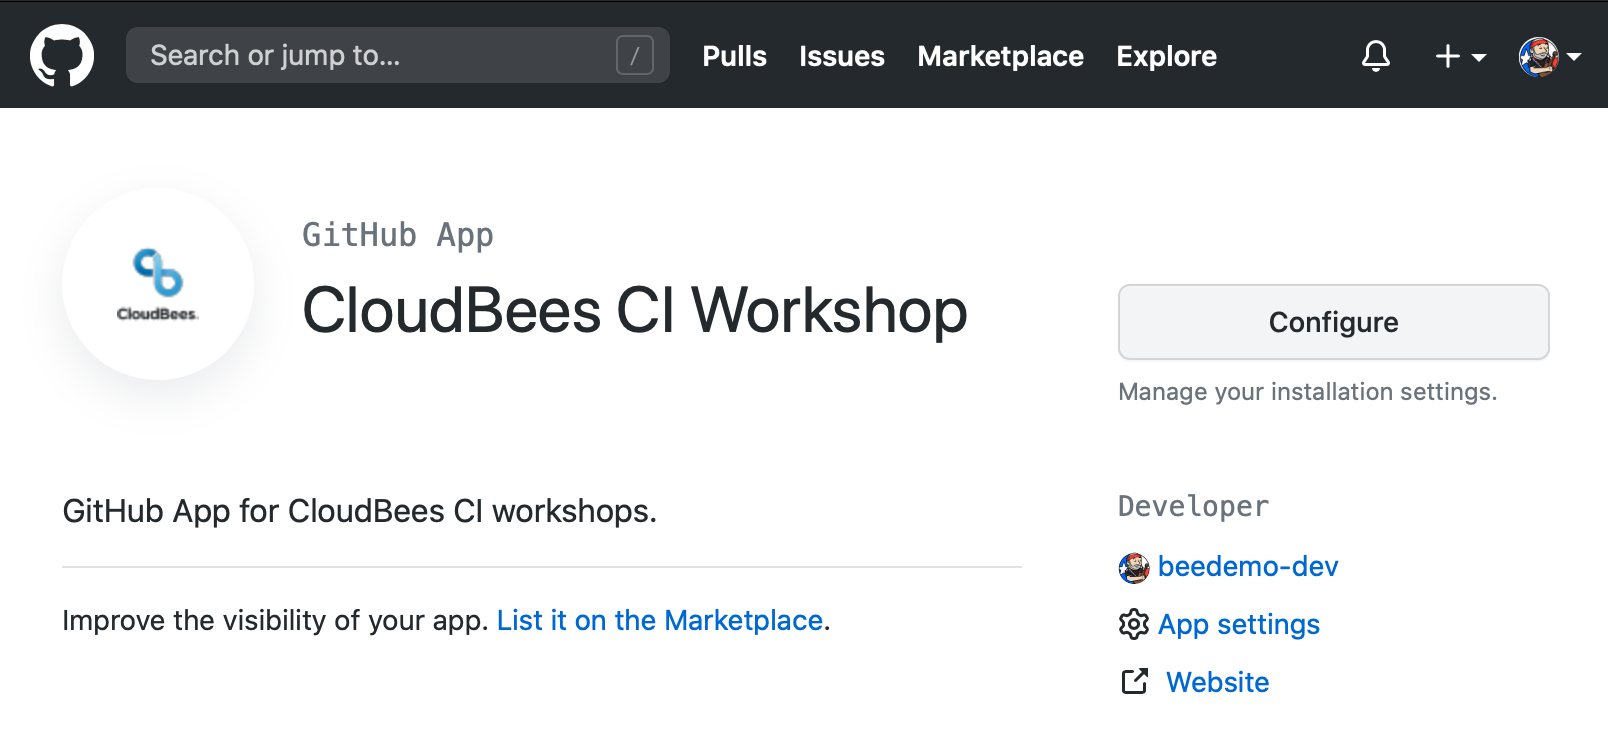 Search or jump to... /
Pulls Issues Marketplace Explore
GitHub App
CloudBees CI Workshop
CloudBees.
Configure
Manage your installation settings.
GitHub App for CloudBees CI workshops.
Improve the visibility of your app. List it on the Marketplace.
Developer
beedemo-dev
App settings
Website